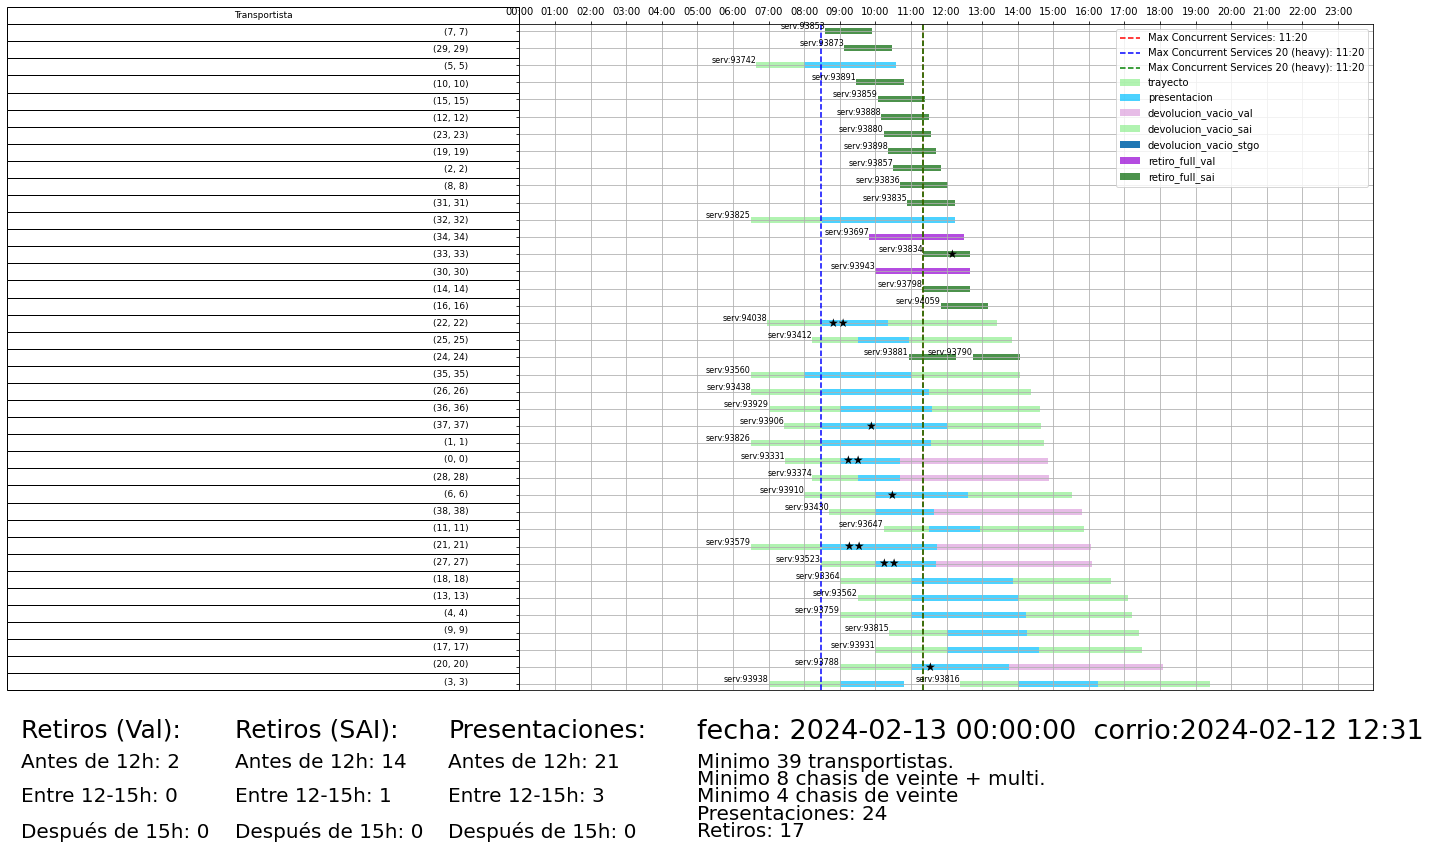 Transportista
00:00 01:00 02:00 03:00 04:00 05:00 06:00 07:00 08:00 09:00 10:00 11:00 12:00 13:00 14:00 15:00 16:00 17:00 18:00 19:00 20:00 21:00 22:00 23:00
(7, 7) serv:93853
(29, 29) serv:93873
(5, 5) serv:93742
(10, 10) serv:93891
(15, 15) serv:93859
(12, 12) serv:93888
(23, 23) serv:93880
(19, 19) serv:93898
(2, 2) serv:93857
(8, 8) serv:93836
(31, 31) serv:93835
(32, 32) serv:93825
(34, 34) serv:93697
(33, 33) serv:93834
(30, 30) serv:93943
(14, 14) serv:93798
(16, 16) serv:94059
(22, 22) serv:94038
(25, 25) serv:93412
(24, 24) serv:93881 serv:93790
(35, 35) serv:93560
(26, 26) serv:93438
(36, 36) serv:93929
(37, 37) serv:93906
(1, 1) serv:93826
(0, 0) serv:93331
(28, 28) serv:93374
(6, 6) serv:93910
(38, 38) serv:93430
(11, 11) serv:93647
(21, 21) serv:93579
(27, 27) serv:93523
(18, 18) serv:93364
(13, 13) serv:93562
(4, 4) serv:93759
(9, 9) serv:93815
(17, 17) serv:93931
(20, 20) serv:93788
(3, 3) serv:93938 serv:93816
Max Concurrent Services: 11:20
Max Concurrent Services 20 (heavy): 11:20
Max Concurrent Services 20 (heavy): 11:20
trayecto
presentacion
devolucion_vacio_val
devolucion_vacio_sai
devolucion_vacio_stgo
retiro_full_val
retiro_full_sai
Retiros (Val):
Antes de 12h: 2
Entre 12-15h: 0
Después de 15h: 0
Retiros (SAI):
Antes de 12h: 14
Entre 12-15h: 1
Después de 15h: 0
Presentaciones:
Antes de 12h: 21
Entre 12-15h: 3
Después de 15h: 0
fecha: 2024-02-13 00:00:00 corrio:2024-02-12 12:31
Minimo 39 transportistas.
Minimo 8 chasis de veinte + multi.
Minimo 4 chasis de veinte
Presentaciones: 24
Retiros: 17